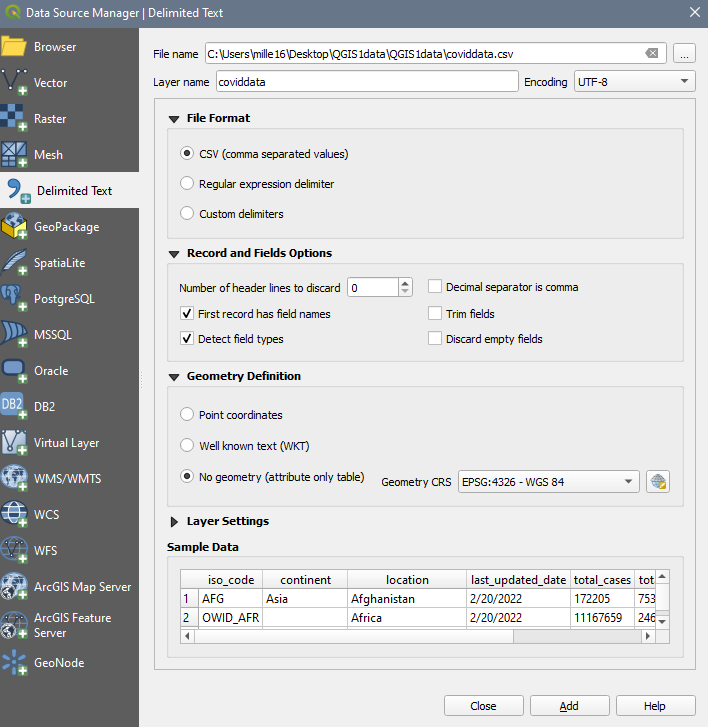 Data Source Manager | Delimited Text
Browser
Vector
Raster
Mesh
Delimited Text
GeoPackage
SpatiaLite
PostgreSQL
MSSQL
Oracle
DB2
DB2
Virtual Layer
WMS/WMTS
WCS
WFS
ArcGIS Map Server
ArcGIS Feature
Server
GeoNode
File name C:\Users\mille16\Desktop\QGIS1data\QGIS1data\coviddata.csv ...
Layer name coviddata Encoding UTF-8
File Format
CSV (comma separated values)
Regular expression delimiter
Custom delimiters
Record and Fields Options
Number of header lines to discard 0 Decimal separator is comma
First record has field names Trim fields
Detect field types Discard empty fields
Geometry Definition
Point coordinates
Well known text (WKT)
No geometry (attribute only table) Geometry CRS EPSG:4326 - WGS 84
Layer Settings
Sample Data
iso_code continent location last_updated_date total_cases tot
1 AFG Asia Afghanistan 2/20/2022 172205 753
2 OWID_AFR Africa 2/20/2022 11167659 246
Close Add Help